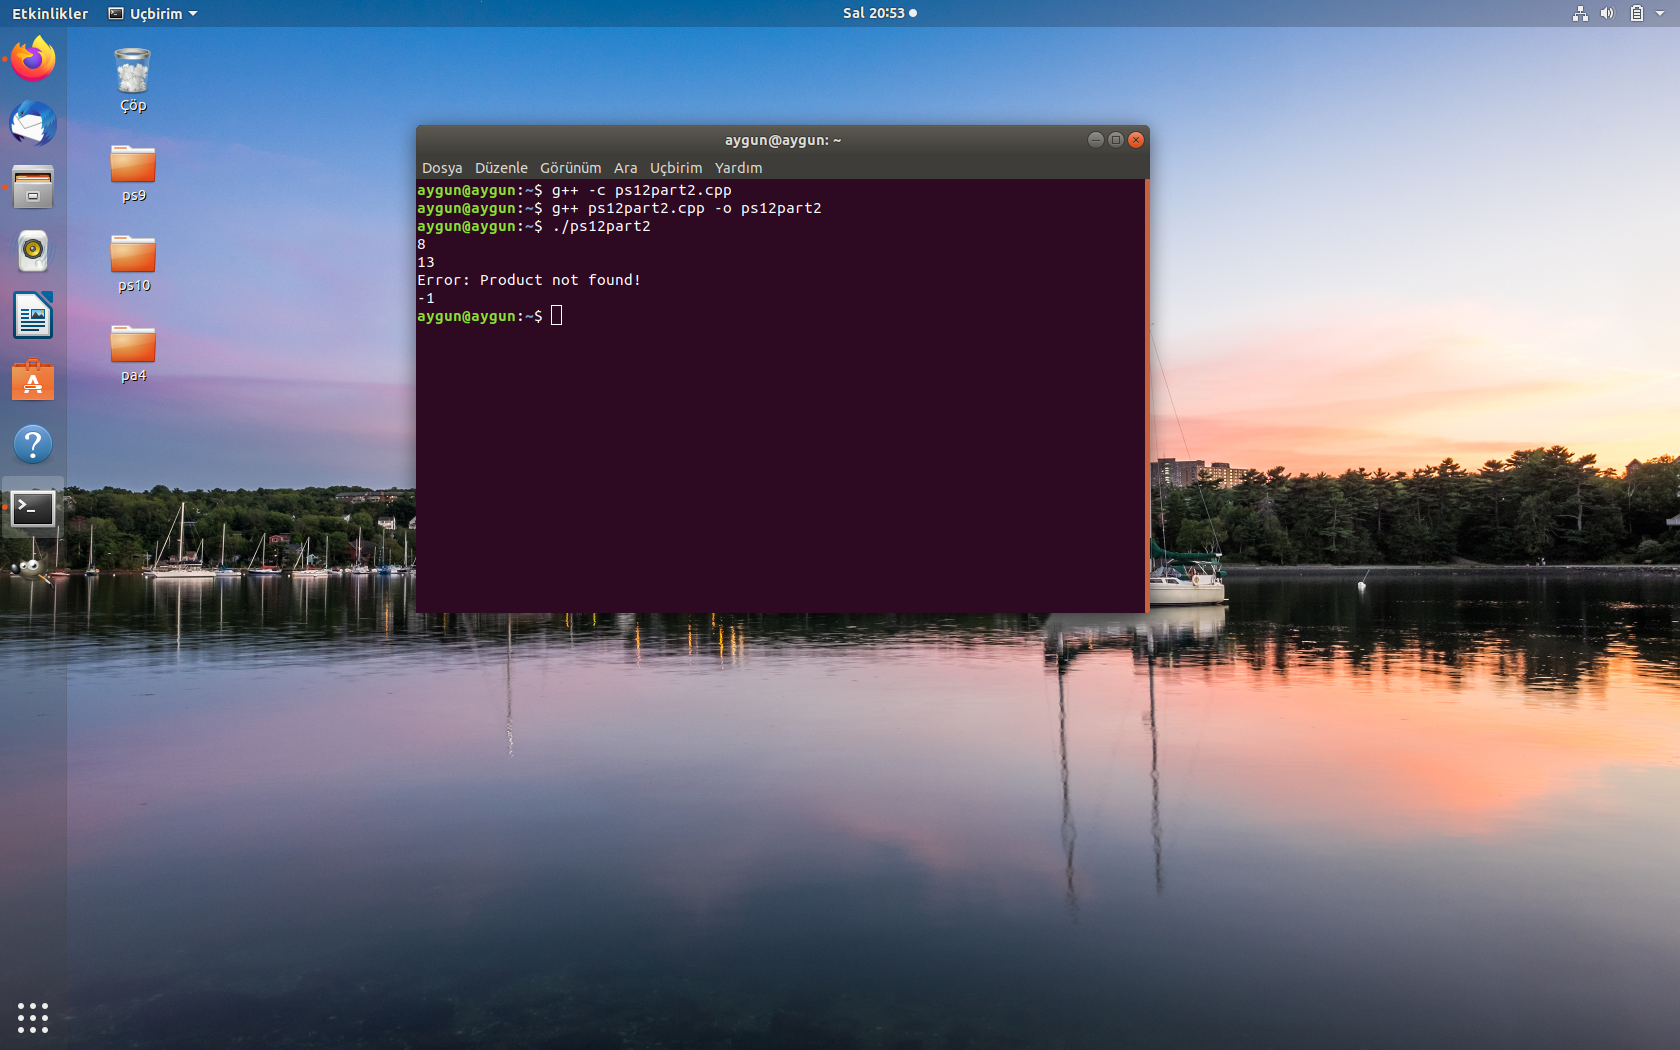 Etkinlikler
Uçbirim
Sal 20:53
Çöp
ps9
ps10
pa4
aygun@aygun: ~
Dosya Düzenle Görünüm Ara Uçbirim Yardım
aygun@aygun:~$ g++ -c ps12part2.cpp
aygun@aygun:~$ g++ ps12part2.cpp -o ps12part2
aygun@aygun:~$ ./ps12part2
8
13
Error: Product not found!
-1
aygun@aygun:~$